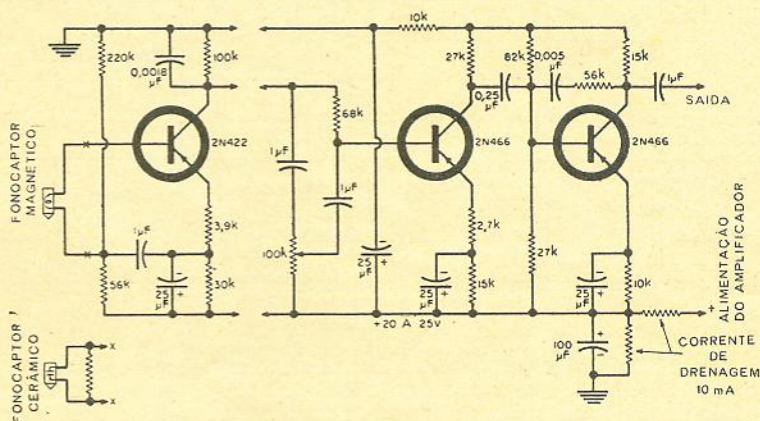 10k
220k
0,0018
µF
100k
27k
82k
0,005
µF
56k
15k
1µF
0,25
µF
SAIDA
68k
2N422
2N466
2N466
FONOCAPTOR
MAGNÉTICO
1µF
1µF
3,9k
2,7k
1µF
100k
25
µF
27k
56k
25
µF
30k
25
µF
15k
25
µF
10k
+20 A 25V
+
ALIMENTAÇÃO
DO AMPLIFICADOR
100
µF
CORRENTE
DE
DRENAGEM
10 mA
FONOCAPTOR
CERÂMICO
x
x